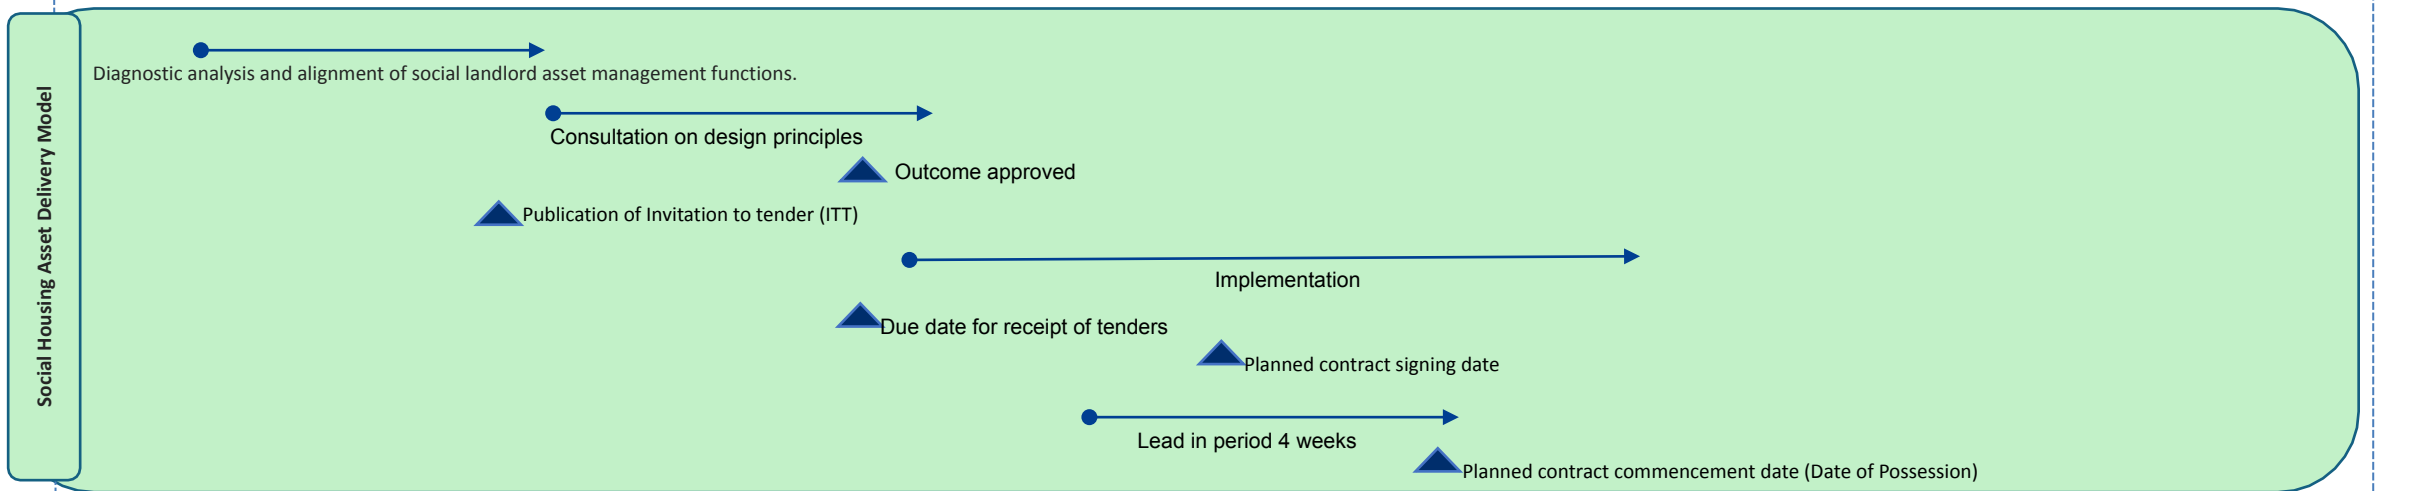 Social Housing Asset Delivery Model
Diagnostic analysis and alignment of social landlord asset management functions.
Consultation on design principles
Outcome approved
Publication of Invitation to tender (ITT)
Implementation
Due date for receipt of tenders
Planned contract signing date
Lead in period 4 weeks
Planned contract commencement date (Date of Possession)